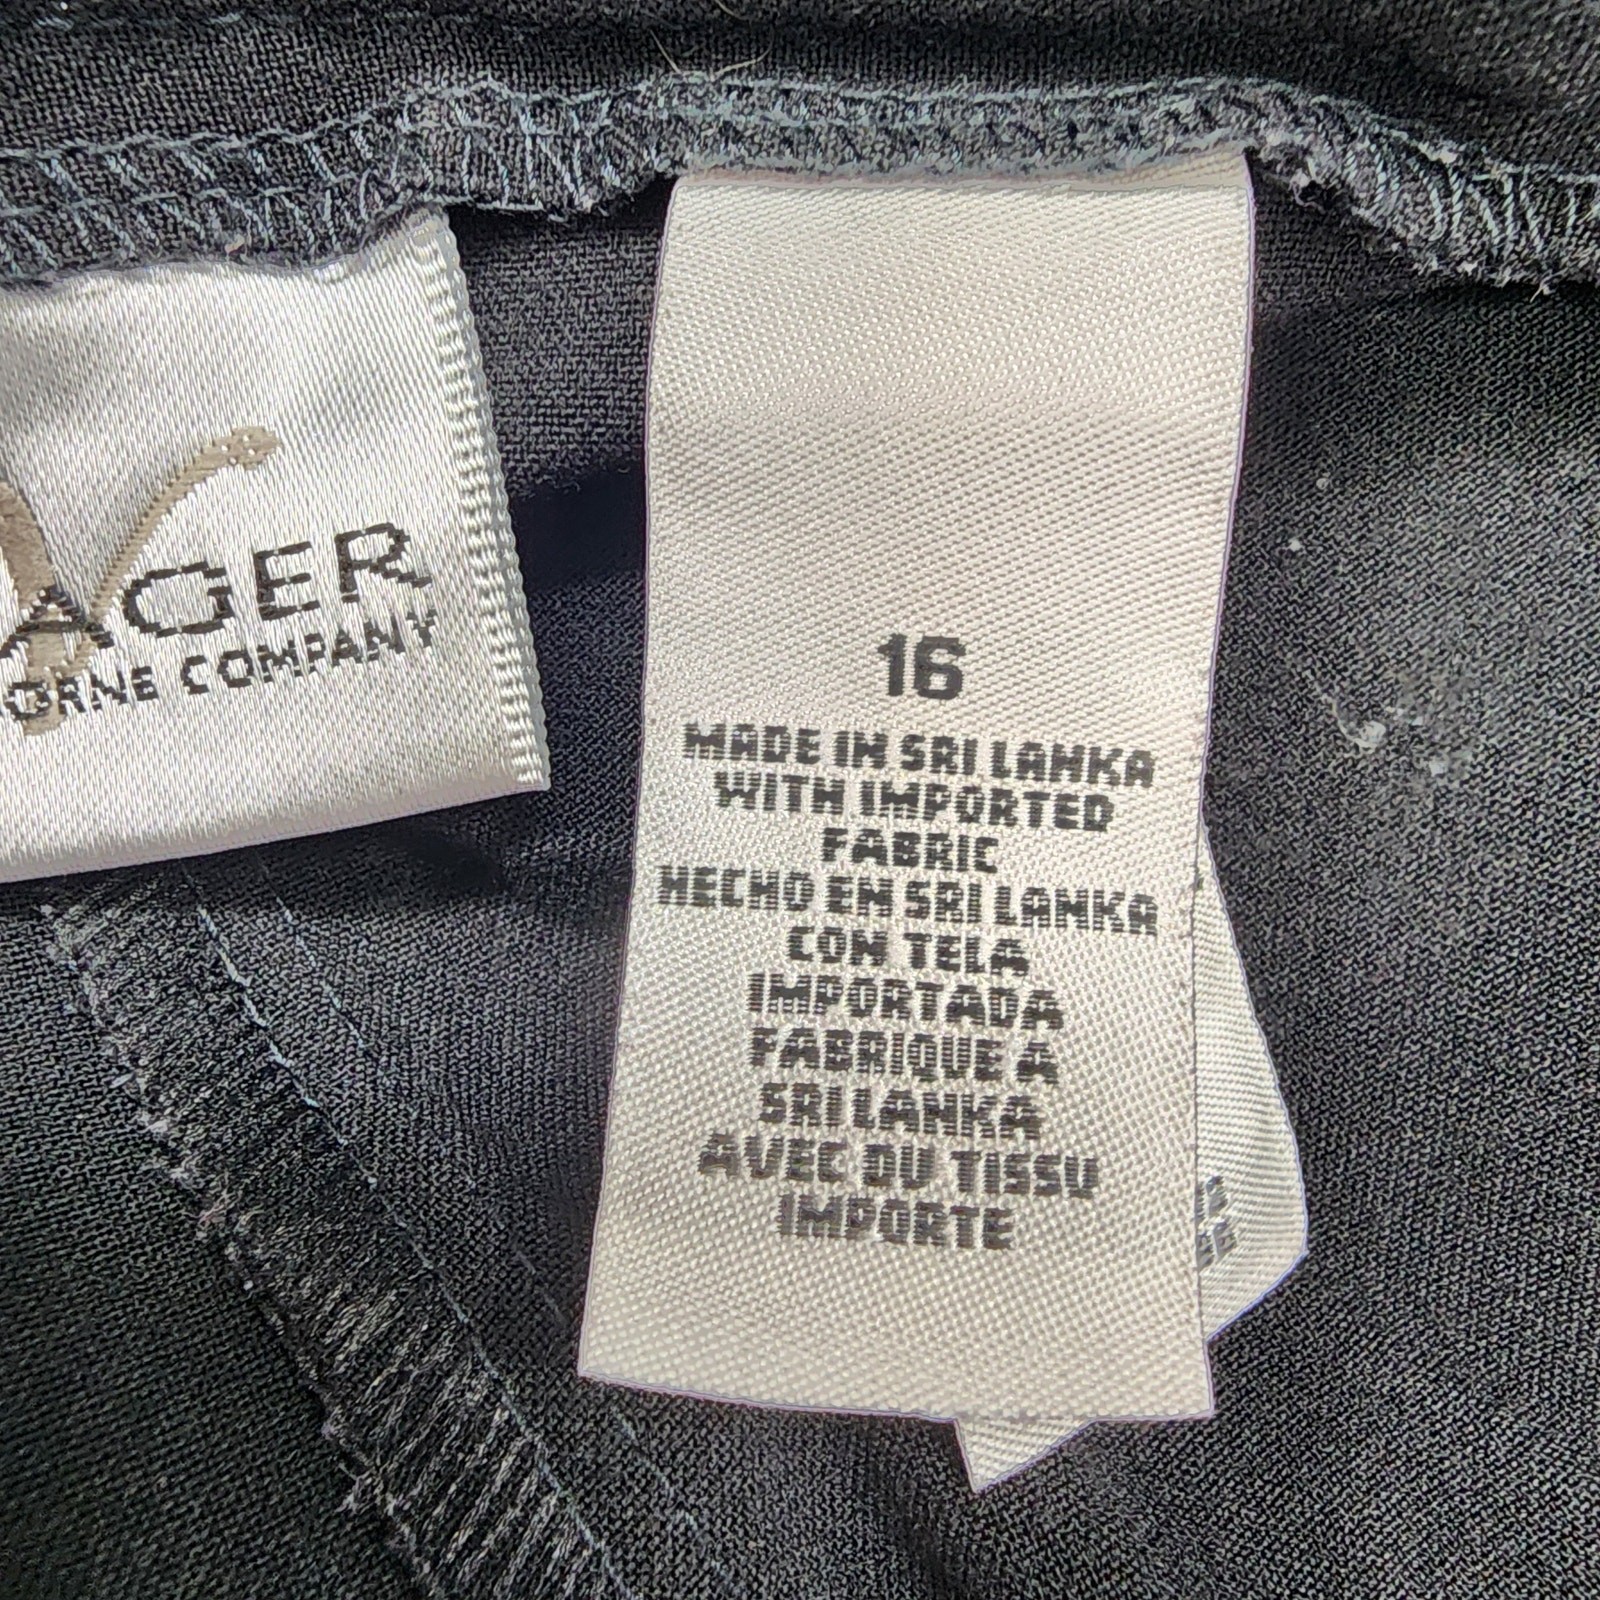 AGER
ORNE COMPANY
16
MADE IN SRI LANKA
WITH IMPORTED
FABRIC
HECHO EN SRI LANKA
CON TELA
IMPORTADA
FABRIQUE A
SRI LANKA
AVEC DU TISSU
IMPORTE